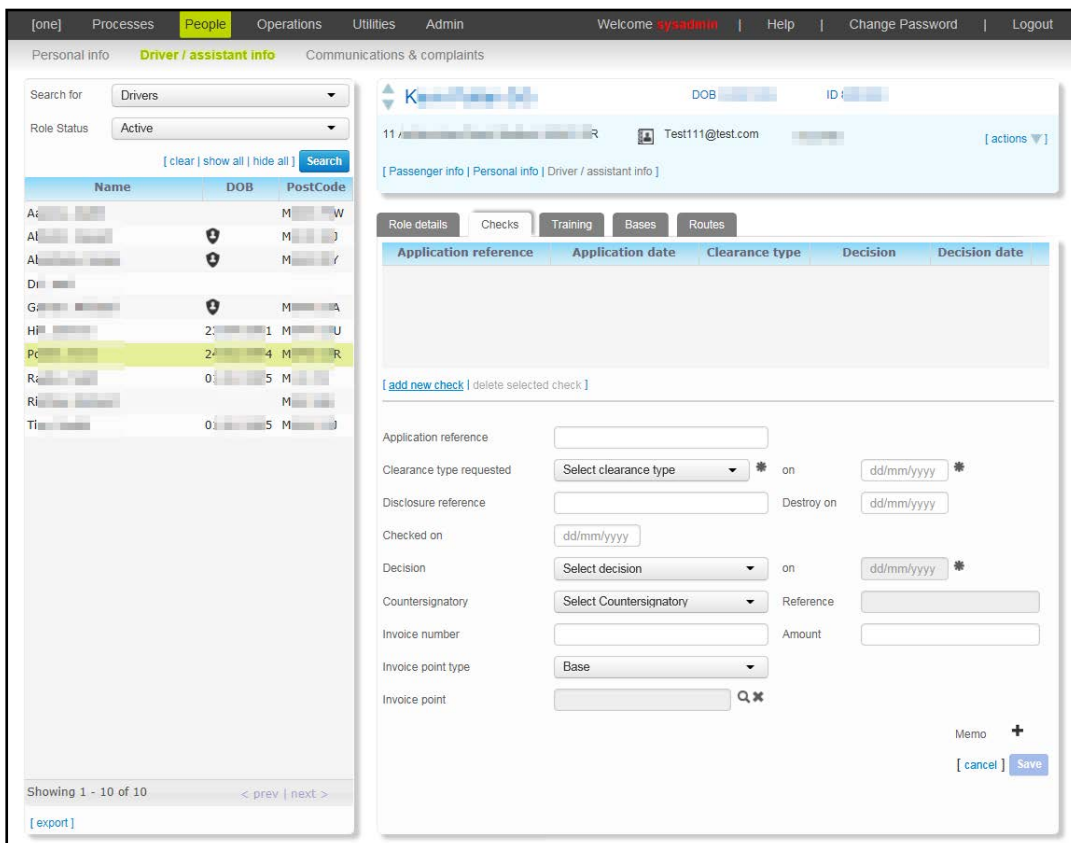 [one] Processes People Operations Utilities Admin Welcome sysadmin | Help | Change Password | Logout
Personal info Driver / assistant info Communications & complaints
Search for Drivers
Role Status Active
[ clear | show all | hide all ] Search
Name DOB PostCode
Showing 1 - 10 of 10 < prev | next >
[ export ]
DOB ID
11 Test111@test.com [ actions ]
[ Passenger info | Personal info | Driver / assistant info ]
Role details Checks Training Bases Routes
Application reference Application date Clearance type Decision Decision date
[ add new check | delete selected check ]
Application reference
Clearance type requested Select clearance type on dd/mm/yyyy
Disclosure reference Destroy on dd/mm/yyyy
Checked on dd/mm/yyyy
Decision Select decision on dd/mm/yyyy
Countersignatory Select Countersignatory Reference
Invoice number Amount
Invoice point type Base
Invoice point
Memo
[ cancel ] Save